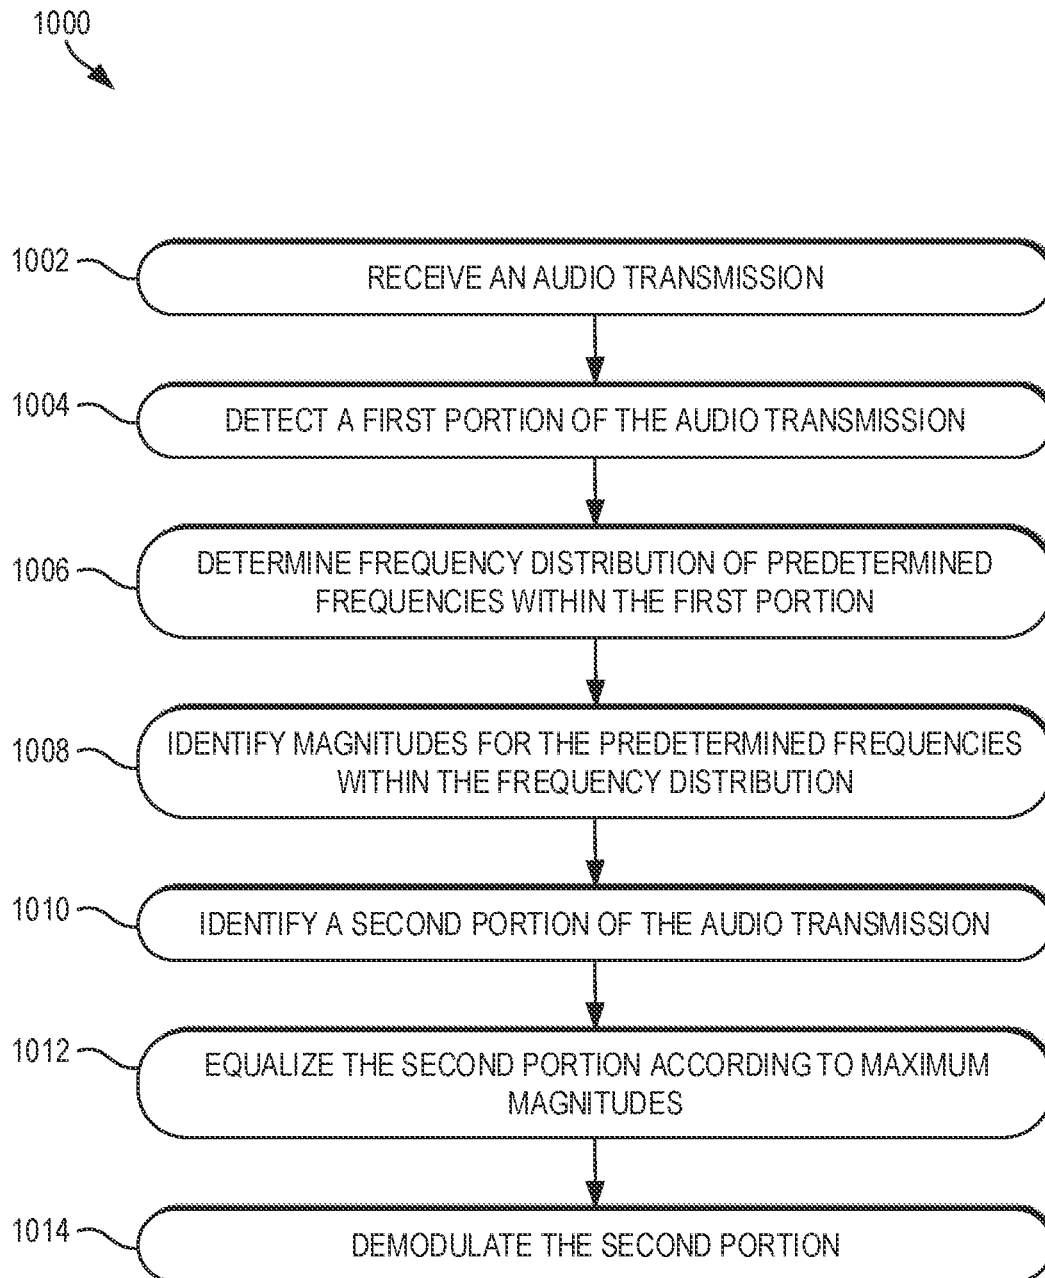 1000
1002
RECEIVE AN AUDIO TRANSMISSION
1004
DETECT A FIRST PORTION OF THE AUDIO TRANSMISSION
1006
DETERMINE FREQUENCY DISTRIBUTION OF PREDETERMINED
FREQUENCIES WITHIN THE FIRST PORTION
1008
IDENTIFY MAGNITUDES FOR THE PREDETERMINED FREQUENCIES
WITHIN THE FREQUENCY DISTRIBUTION
1010
IDENTIFY A SECOND PORTION OF THE AUDIO TRANSMISSION
1012
EQUALIZE THE SECOND PORTION ACCORDING TO MAXIMUM
MAGNITUDES
1014
DEMODULATE THE SECOND PORTION